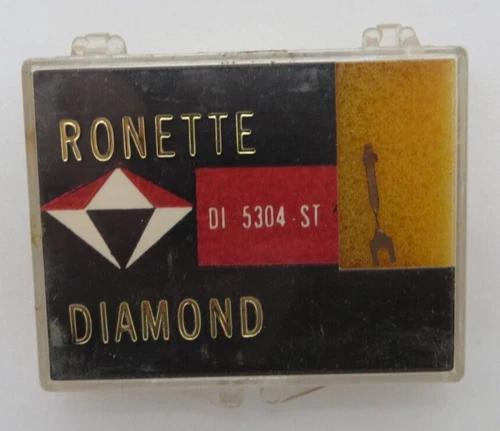 RONETTE
DI 5304 ST
DIAMOND